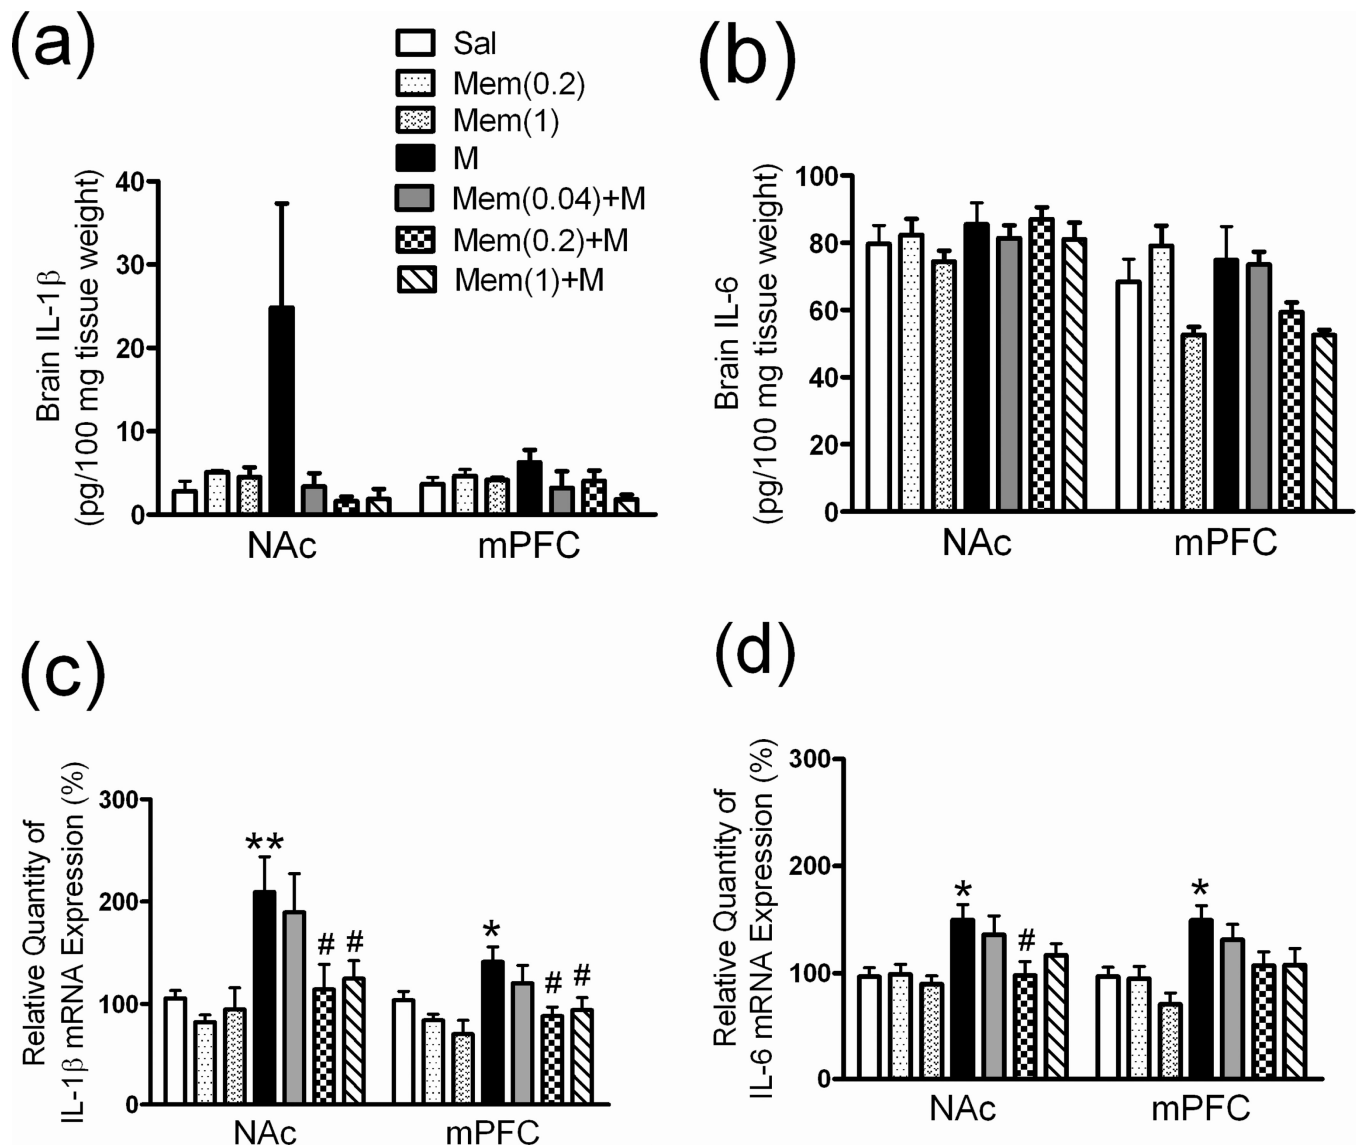 (a)
Sal
Mem(0.2)
Mem(1)
M
Mem(0.04)+M
Mem(0.2)+M
Mem(1)+M
Brain IL-1β
(pg/100 mg tissue weight)
40
30
20
10
0
NAc
mPFC
(b)
Brain IL-6
(pg/100 mg tissue weight)
100
80
60
40
20
0
NAc
mPFC
(c)
Relative Quantity of
IL-1β mRNA Expression (%)
300
200
100
0
**
# #
*
# #
NAc
mPFC
(d)
Relative Quantity of
IL-6 mRNA Expression (%)
300
200
100
0
*
#
*
NAc
mPFC